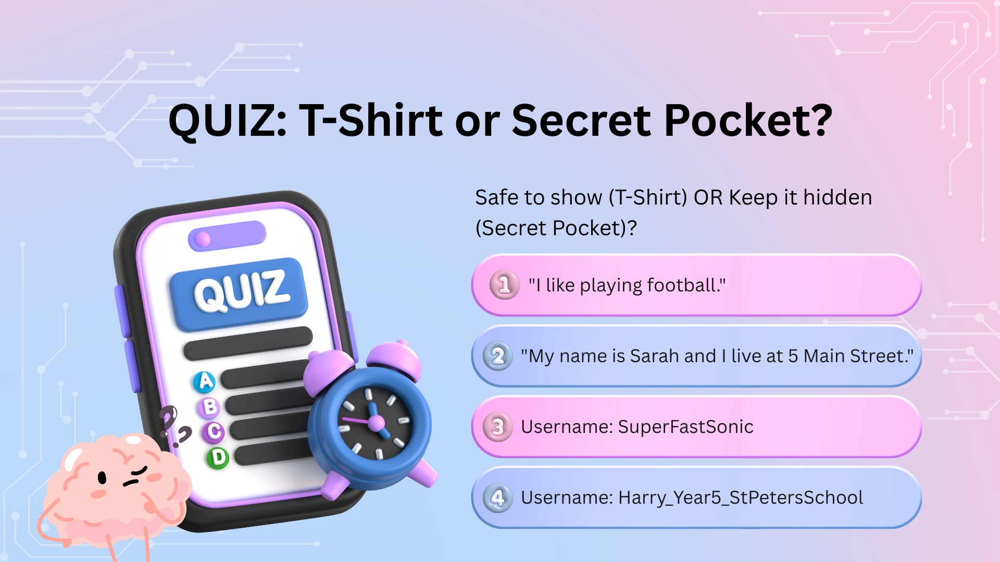 QUIZ: T-Shirt or Secret Pocket?
Safe to show (T-Shirt) OR Keep it hidden
(Secret Pocket)?
QUIZ
A
B
C
D
??
1 "I like playing football."
2 "My name is Sarah and I live at 5 Main Street."
3 Username: SuperFastSonic
4 Username: Harry_Year5_StPetersSchool